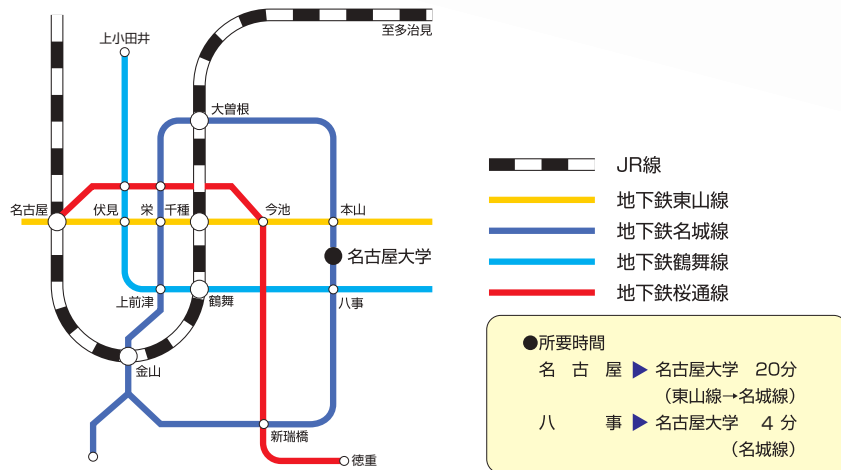 至多治見
上小田井
大曽根
名古屋
伏見
栄
千種
今池
本山
名古屋大学
上前津
鶴舞
八事
金山
新瑞橋
徳重
JR線
地下鉄東山線
地下鉄名城線
地下鉄鶴舞線
地下鉄桜通線
●所要時間
名古屋▶名古屋大学 20分
（東山線→名城線）
八事▶名古屋大学 4分
（名城線）